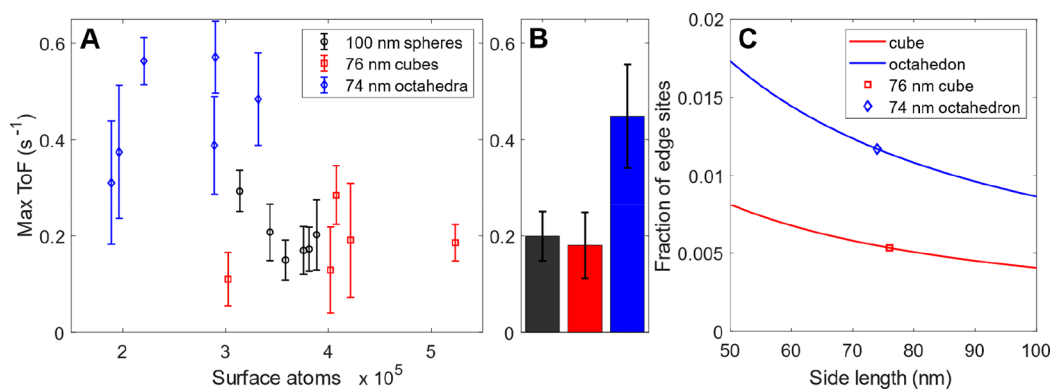 A
100 nm spheres
76 nm cubes
74 nm octahedra
0.6
0.4
0.2
0
Max ToF (s⁻¹)
2
3
4
5
Surface atoms x 10⁵
B
0.6
0.4
0.2
0
C
cube
octahedon
76 nm cube
74 nm octahedron
0.02
0.015
0.01
0.005
0
Fraction of edge sites
50
60
70
80
90
100
Side length (nm)